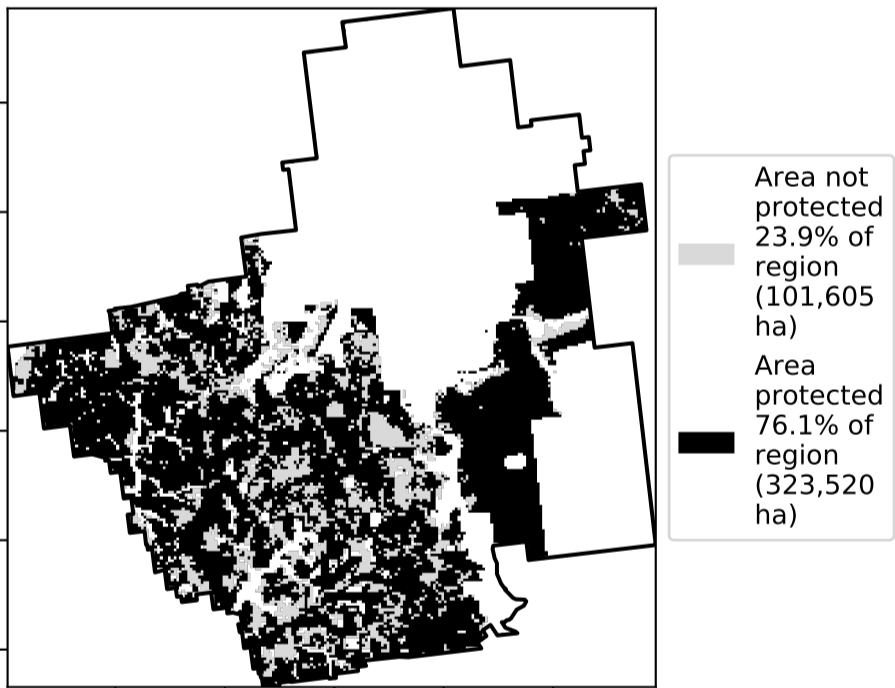 Area not
protected
23.9% of
region
(101,605
ha)
Area
protected
76.1% of
region
(323,520
ha)